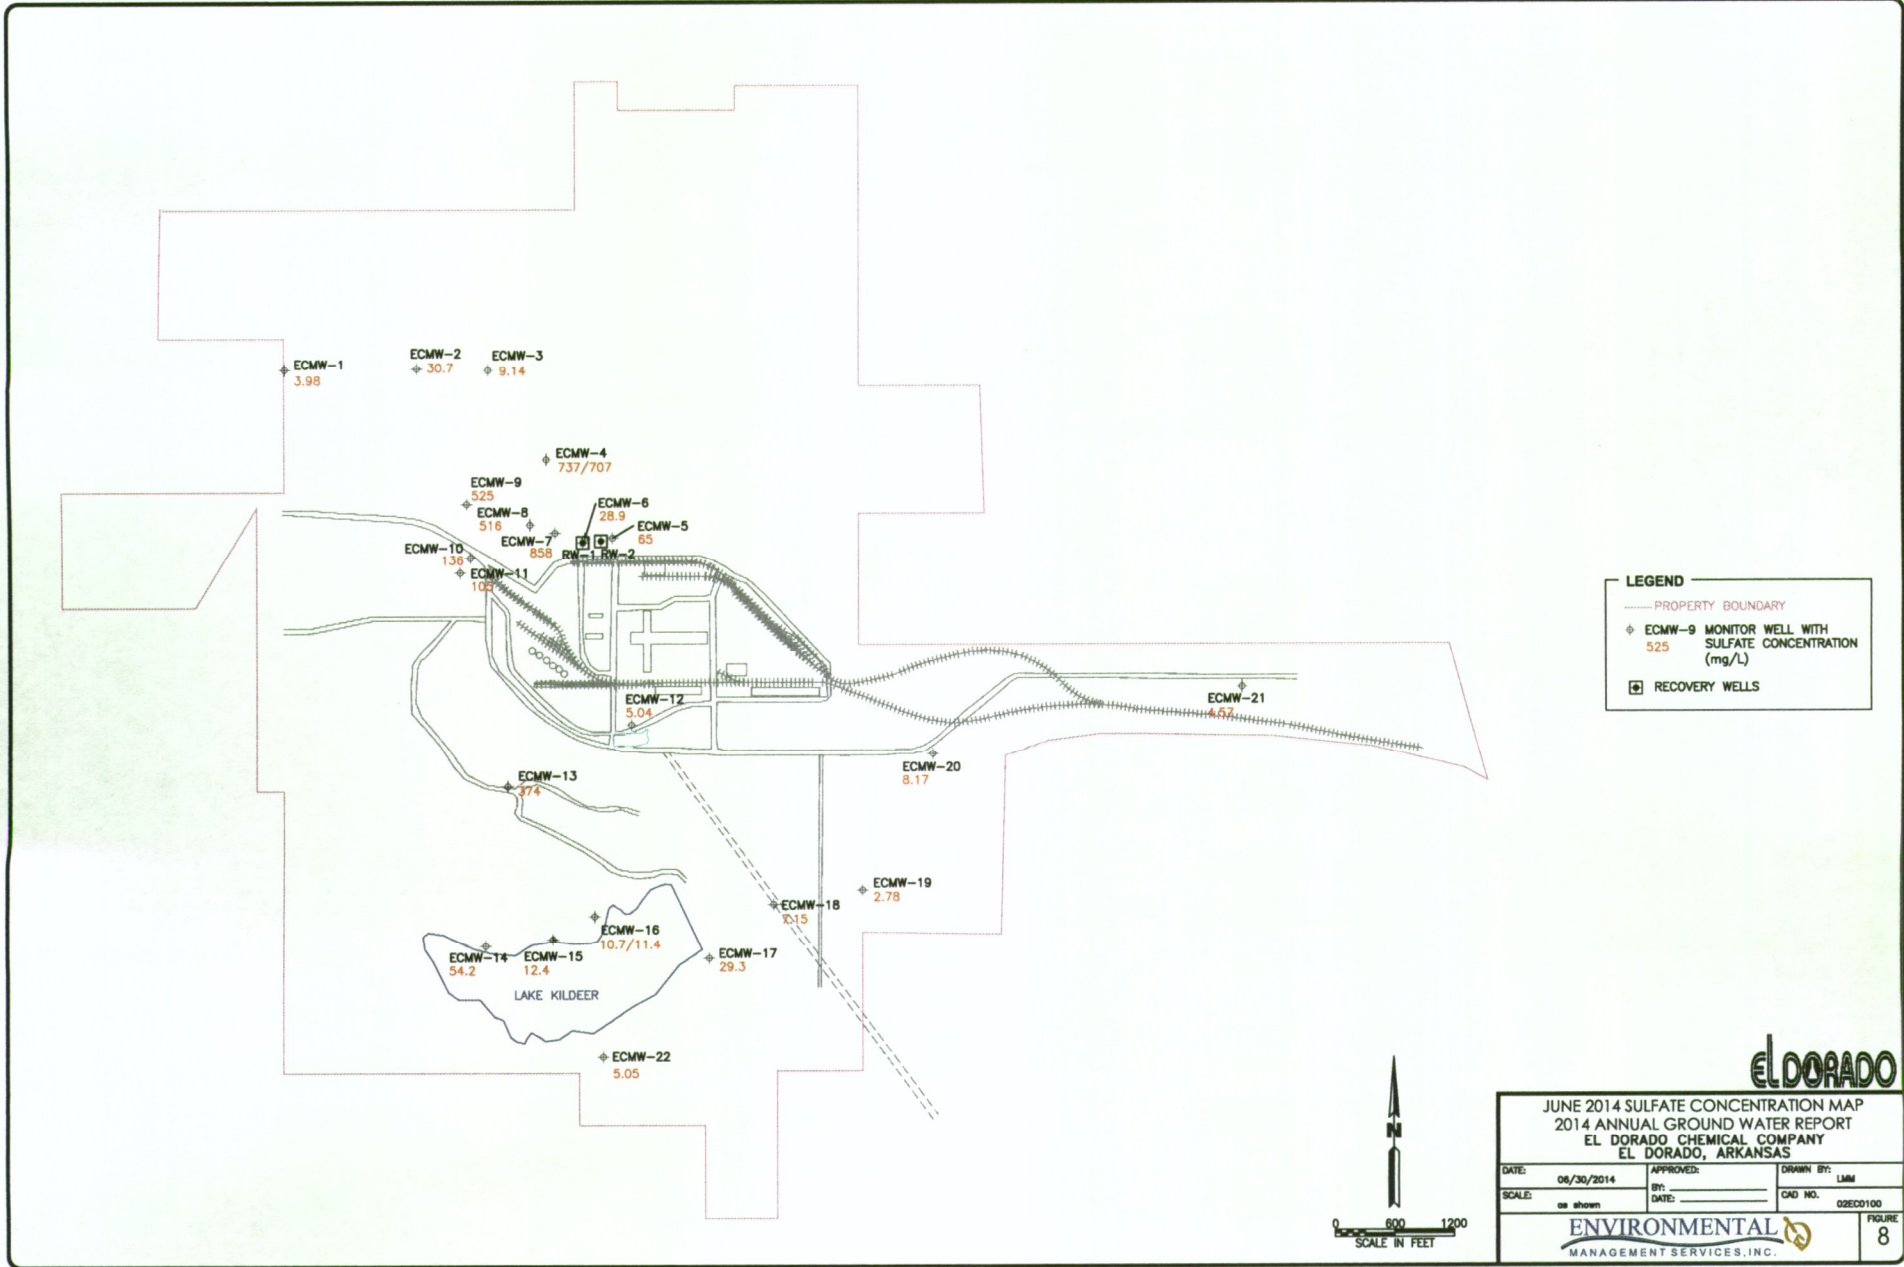 ECMW-1
3.98
ECMW-2
30.7
ECMW-3
9.14
ECMW-4
737/707
ECMW-9
525
ECMW-8
516
ECMW-6
28.9
ECMW-5
65
ECMW-7
858
RW-1 RW-2
ECMW-10
136
ECMW-11
ECMW-12
5.04
ECMW-21
4.57
ECMW-20
8.17
ECMW-13
374
ECMW-19
2.78
ECMW-18
7.15
ECMW-16
10.7/11.4
ECMW-14
54.2
ECMW-15
12.4
ECMW-17
29.3
LAKE KILDEER
ECMW-22
5.05
LEGEND
PROPERTY BOUNDARY
ECMW-9 MONITOR WELL WITH
525 SULFATE CONCENTRATION
(mg/L)
RECOVERY WELLS
N
0 600 1200
SCALE IN FEET
EL DORADO
JUNE 2014 SULFATE CONCENTRATION MAP
2014 ANNUAL GROUND WATER REPORT
EL DORADO CHEMICAL COMPANY
EL DORADO, ARKANSAS
DATE: 06/30/2014
APPROVED:
BY:
DATE:
DRAWN BY: LMM
SCALE: as shown
CAD NO. 02EC0100
ENVIRONMENTAL
MANAGEMENT SERVICES, INC.
FIGURE
8